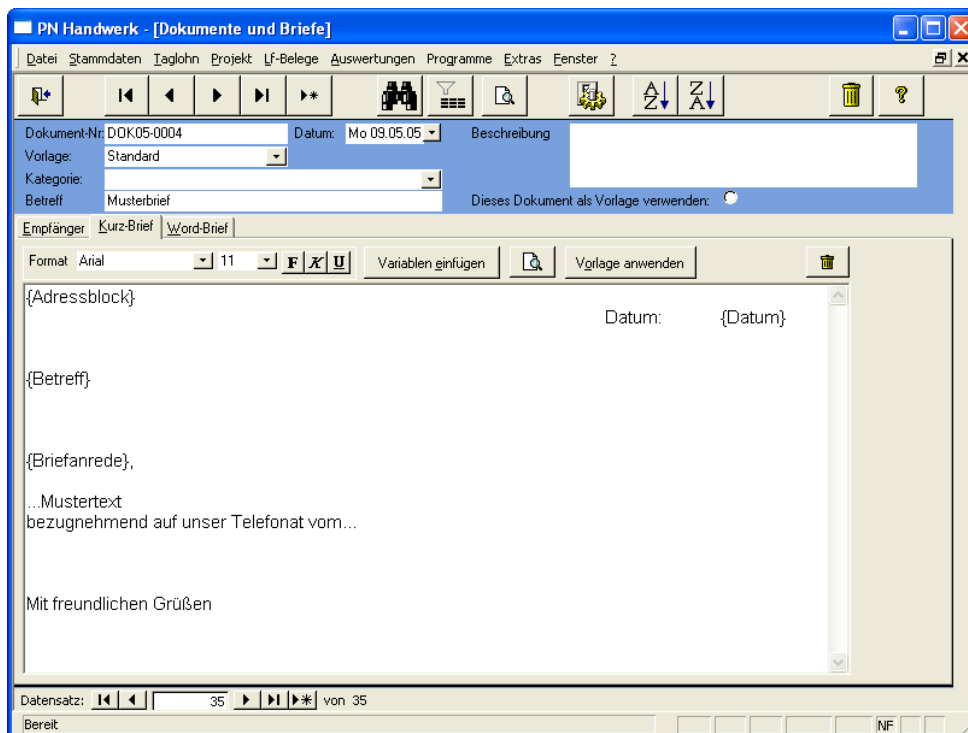 PN Handwerk - [Dokumente und Briefe]
Datei Stammdaten Taglohn Projekt Lf-Belege Auswertungen Programme Extras Fenster ?
Dokument-Nr: DOK05-0004 Datum: Mo 09.05.05 Beschreibung
Vorlage: Standard
Kategorie:
Betreff Musterbrief Dieses Dokument als Vorlage verwenden:
Empfänger Kurz-Brief Word-Brief
Format Arial 11 F K U Variablen einfügen Vorlage anwenden
{Adressblock}
Datum: {Datum}
{Betreff}
{Briefanrede},
...Mustertext
bezugnehmend auf unser Telefonat vom...
Mit freundlichen Grüßen
Datensatz: 35 von 35
Bereit NF